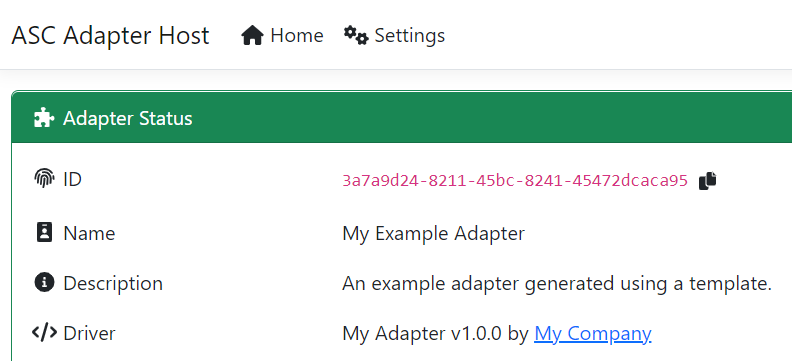 ASC Adapter Host Home Settings
Adapter Status
ID 3a7a9d24-8211-45bc-8241-45472dcaca95
Name My Example Adapter
Description An example adapter generated using a template.
Driver My Adapter v1.0.0 by My Company